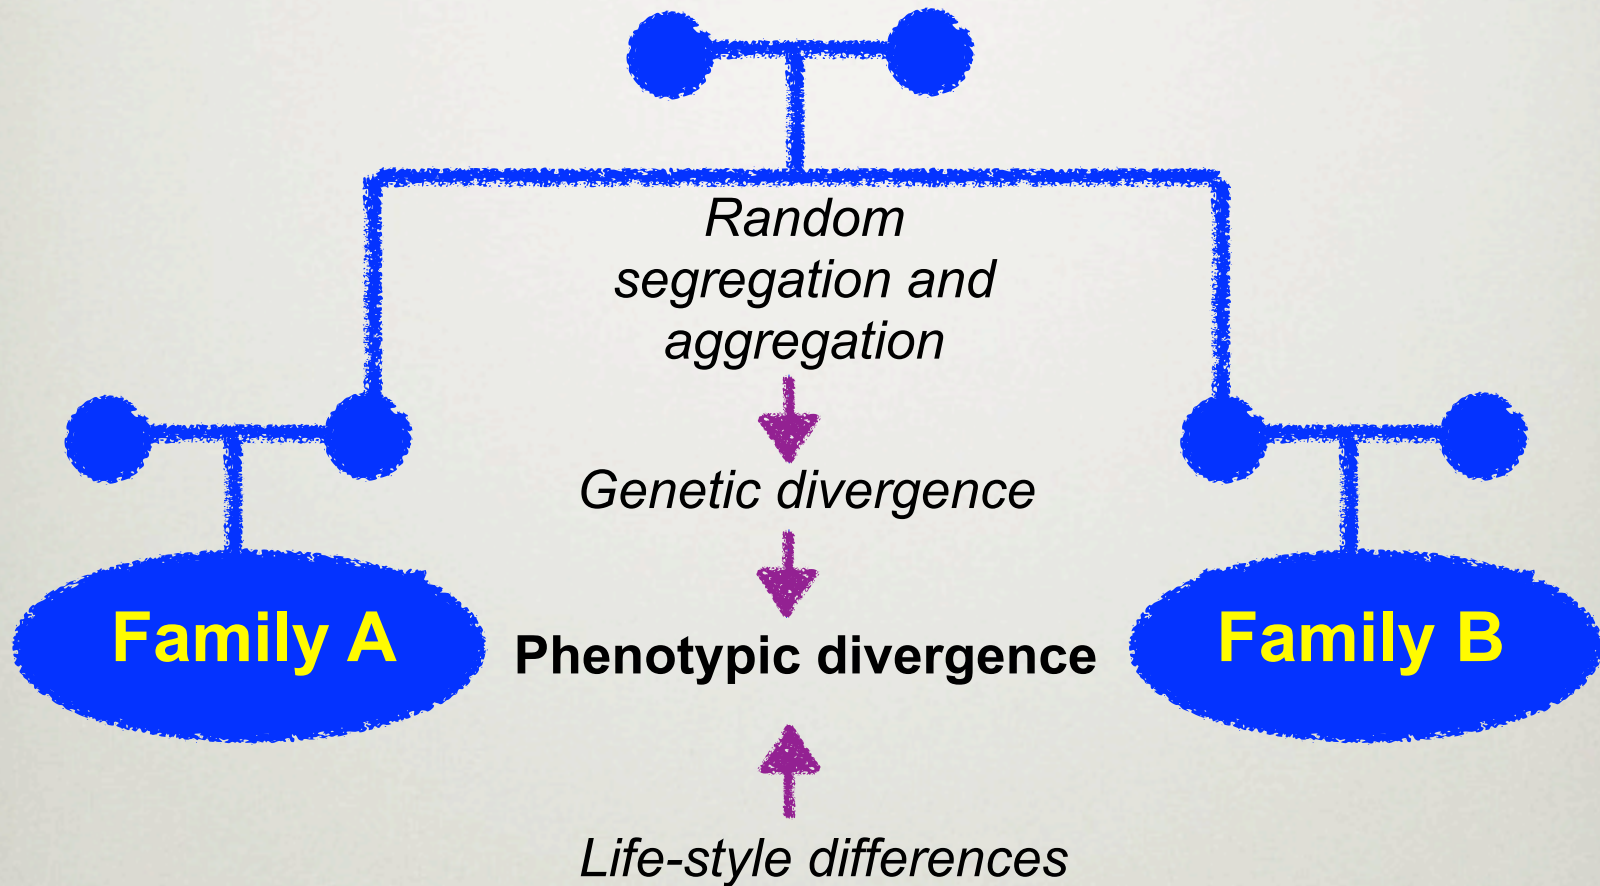 Random
segregation and
aggregation
Genetic divergence
Family A
Phenotypic divergence
Family B
Life-style differences